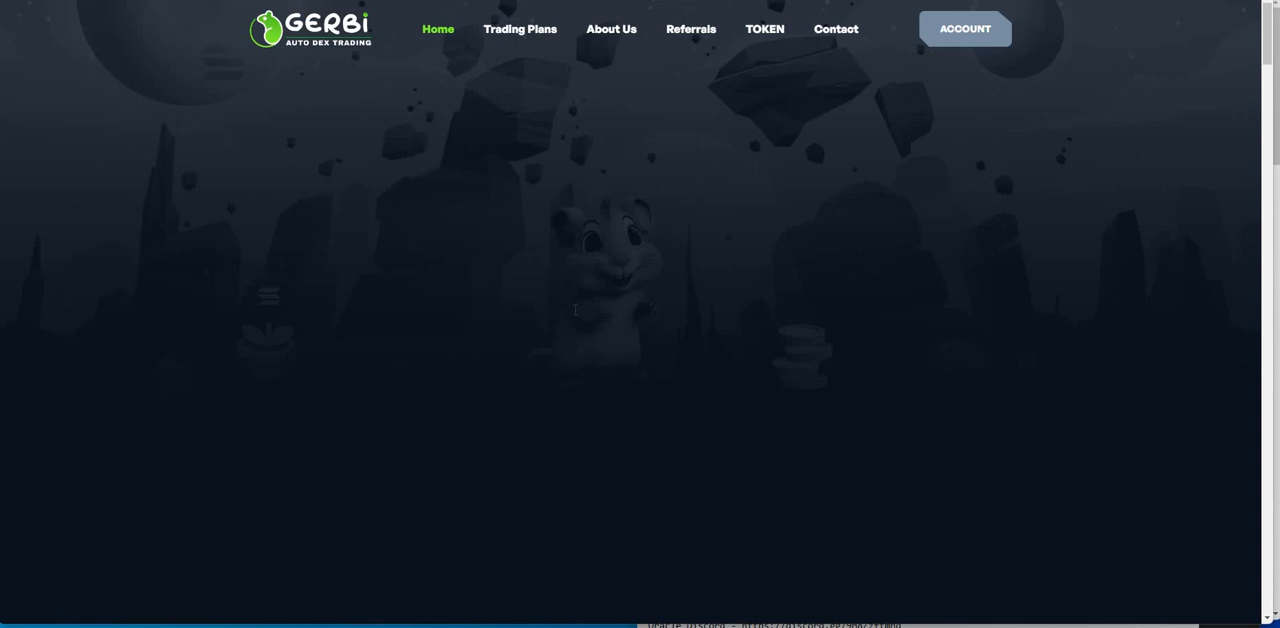 GERBi
AUTO DEX TRADING
Home
Trading Plans
About Us
Referrals
TOKEN
Contact
ACCOUNT